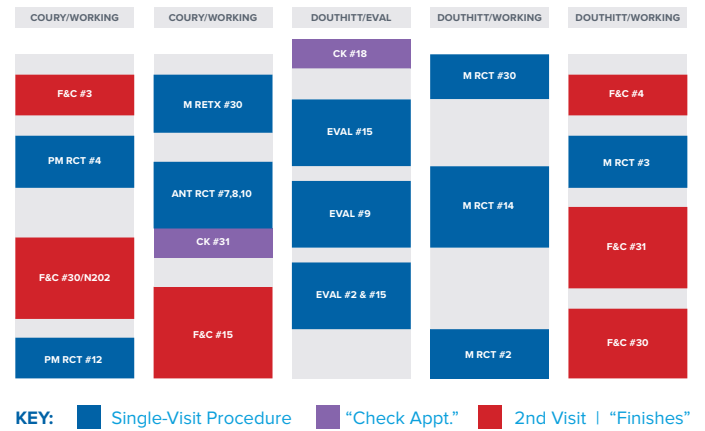 COURY/WORKING
F&C #3
PM RCT #4
F&C #30/N202
PM RCT #12
COURY/WORKING
M RETX #30
ANT RCT #7,8,10
CK #31
F&C #15
DOUTHITT/EVAL
CK #18
EVAL #15
EVAL #9
EVAL #2 & #15
DOUTHITT/WORKING
M RCT #30
M RCT #14
M RCT #2
DOUTHITT/WORKING
F&C #4
M RCT #3
F&C #31
F&C #30
KEY: Single-Visit Procedure “Check Appt.” 2nd Visit | “Finishes”